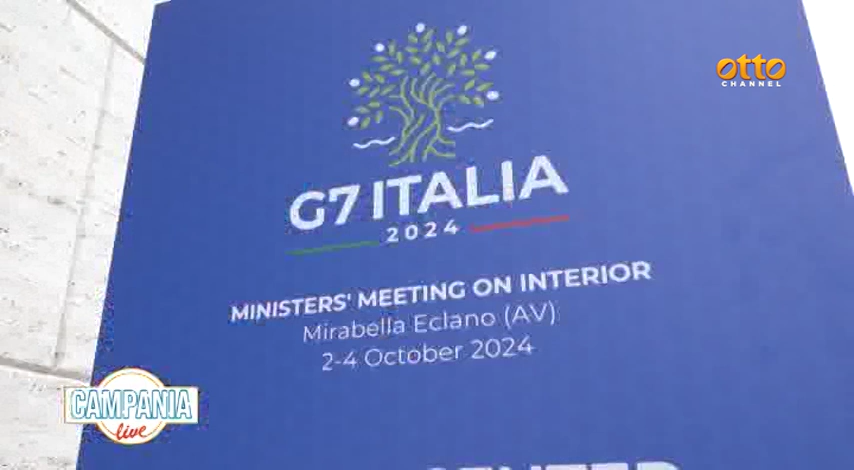 otto
CHANNEL
G7 ITALIA
2024
MINISTERS' MEETING ON INTERIOR
Mirabella Eclano (AV)
2-4 October 2024
CAMPANIA
live